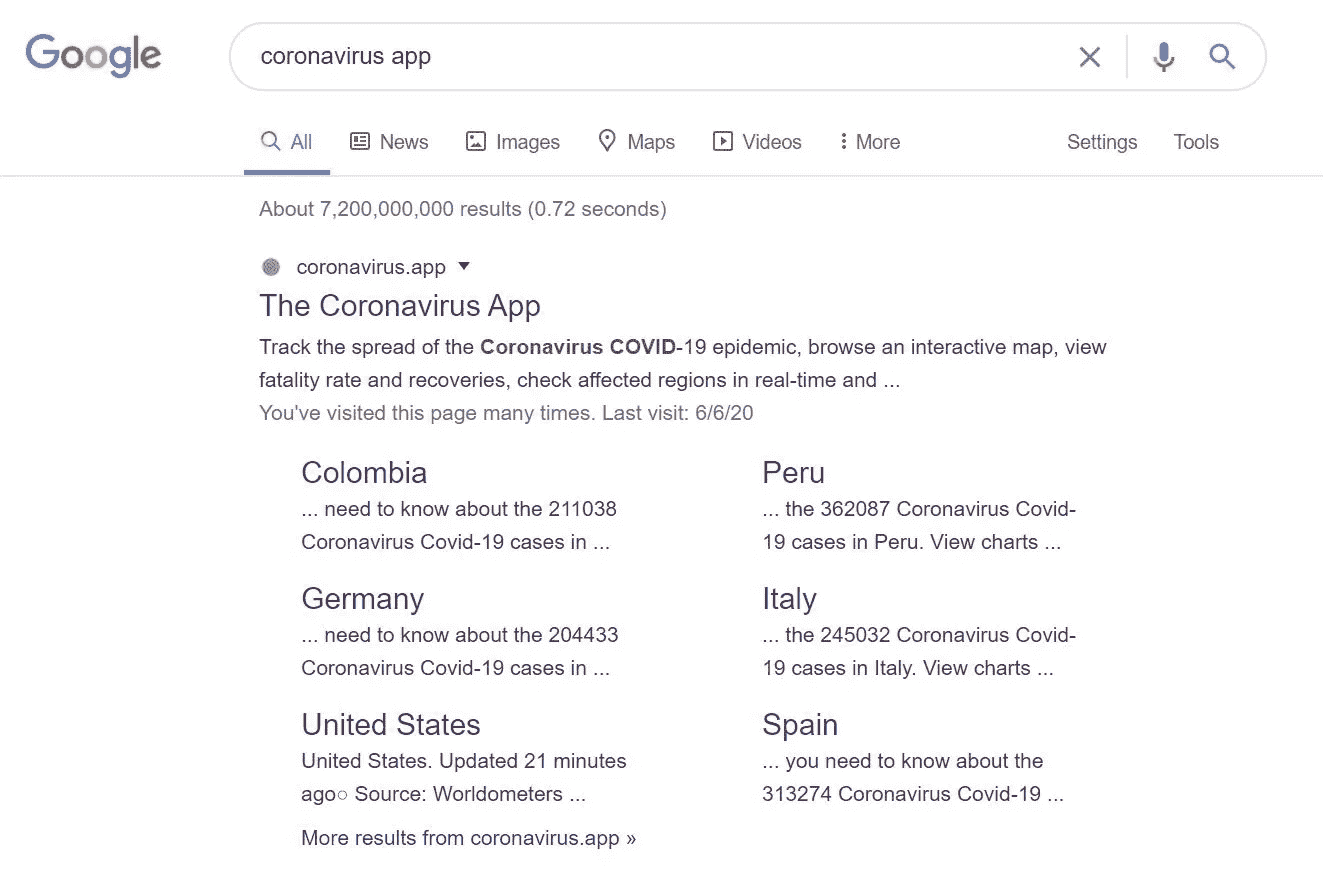 Google
coronavirus app
All News Images Maps Videos More Settings Tools
About 7,200,000,000 results (0.72 seconds)
coronavirus.app
The Coronavirus App
Track the spread of the Coronavirus COVID-19 epidemic, browse an interactive map, view
fatality rate and recoveries, check affected regions in real-time and ...
You've visited this page many times. Last visit: 6/6/20
Colombia
... need to know about the 211038
Coronavirus Covid-19 cases in ...
Peru
... the 362087 Coronavirus Covid-
19 cases in Peru. View charts ...
Germany
... need to know about the 204433
Coronavirus Covid-19 cases in ...
Italy
... the 245032 Coronavirus Covid-
19 cases in Italy. View charts ...
United States
United States. Updated 21 minutes
ago○ Source: Worldometers ...
Spain
... you need to know about the
313274 Coronavirus Covid-19 ...
More results from coronavirus.app »